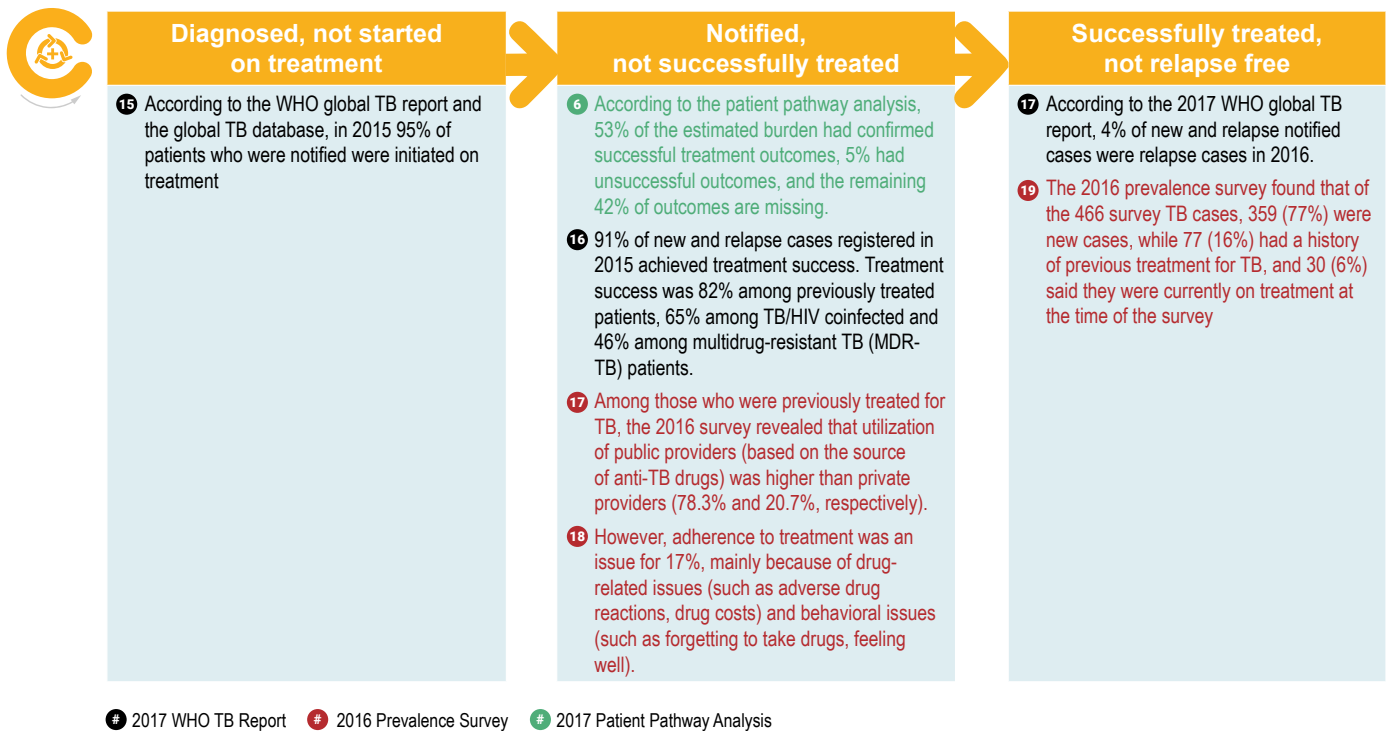 Diagnosed, not started
on treatment
15 According to the WHO global TB report and
the global TB database, in 2015 95% of
patients who were notified were initiated on
treatment
Notified,
not successfully treated
6 According to the patient pathway analysis,
53% of the estimated burden had confirmed
successful treatment outcomes, 5% had
unsuccessful outcomes, and the remaining
42% of outcomes are missing.
16 91% of new and relapse cases registered in
2015 achieved treatment success. Treatment
success was 82% among previously treated
patients, 65% among TB/HIV coinfected and
46% among multidrug-resistant TB (MDR-
TB) patients.
17 Among those who were previously treated for
TB, the 2016 survey revealed that utilization
of public providers (based on the source
of anti-TB drugs) was higher than private
providers (78.3% and 20.7%, respectively).
18 However, adherence to treatment was an
issue for 17%, mainly because of drug-
related issues (such as adverse drug
reactions, drug costs) and behavioral issues
(such as forgetting to take drugs, feeling
well).
Successfully treated,
not relapse free
17 According to the 2017 WHO global TB
report, 4% of new and relapse notified
cases were relapse cases in 2016.
19 The 2016 prevalence survey found that of
the 466 survey TB cases, 359 (77%) were
new cases, while 77 (16%) had a history
of previous treatment for TB, and 30 (6%)
said they were currently on treatment at
the time of the survey
# 2017 WHO TB Report # 2016 Prevalence Survey # 2017 Patient Pathway Analysis